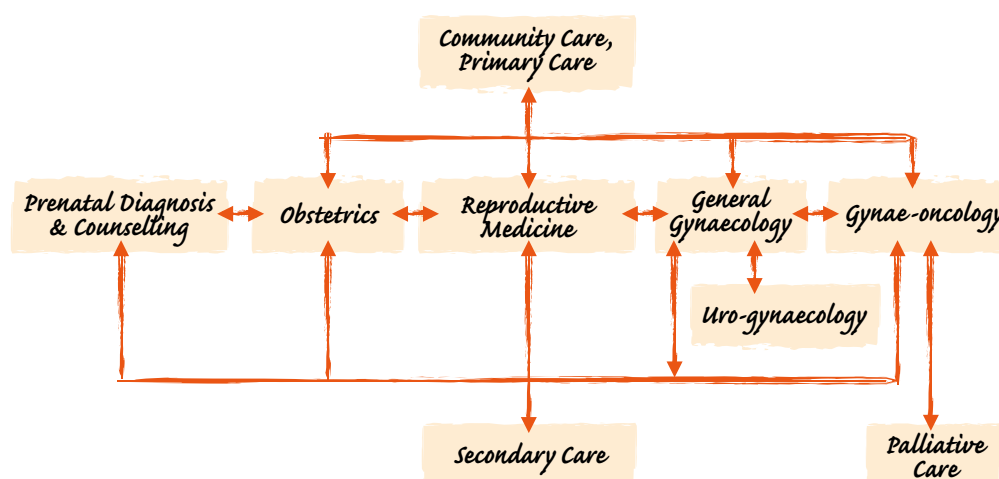 Community Care,
Primary Care
Prenatal Diagnosis
& Counselling
Obstetrics
Reproductive
Medicine
General
Gynaecology
Gynae-oncology
Uro-gynaecology
Secondary Care
Palliative
Care